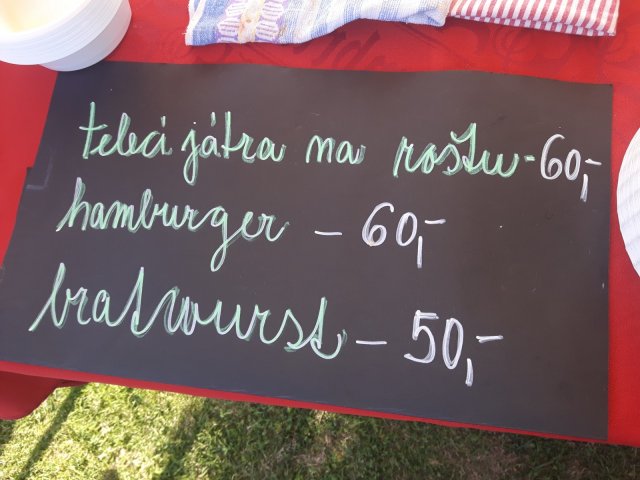 telecí játra na roštu - 60,-
hamburger - 60,-
bratwurst - 50,-